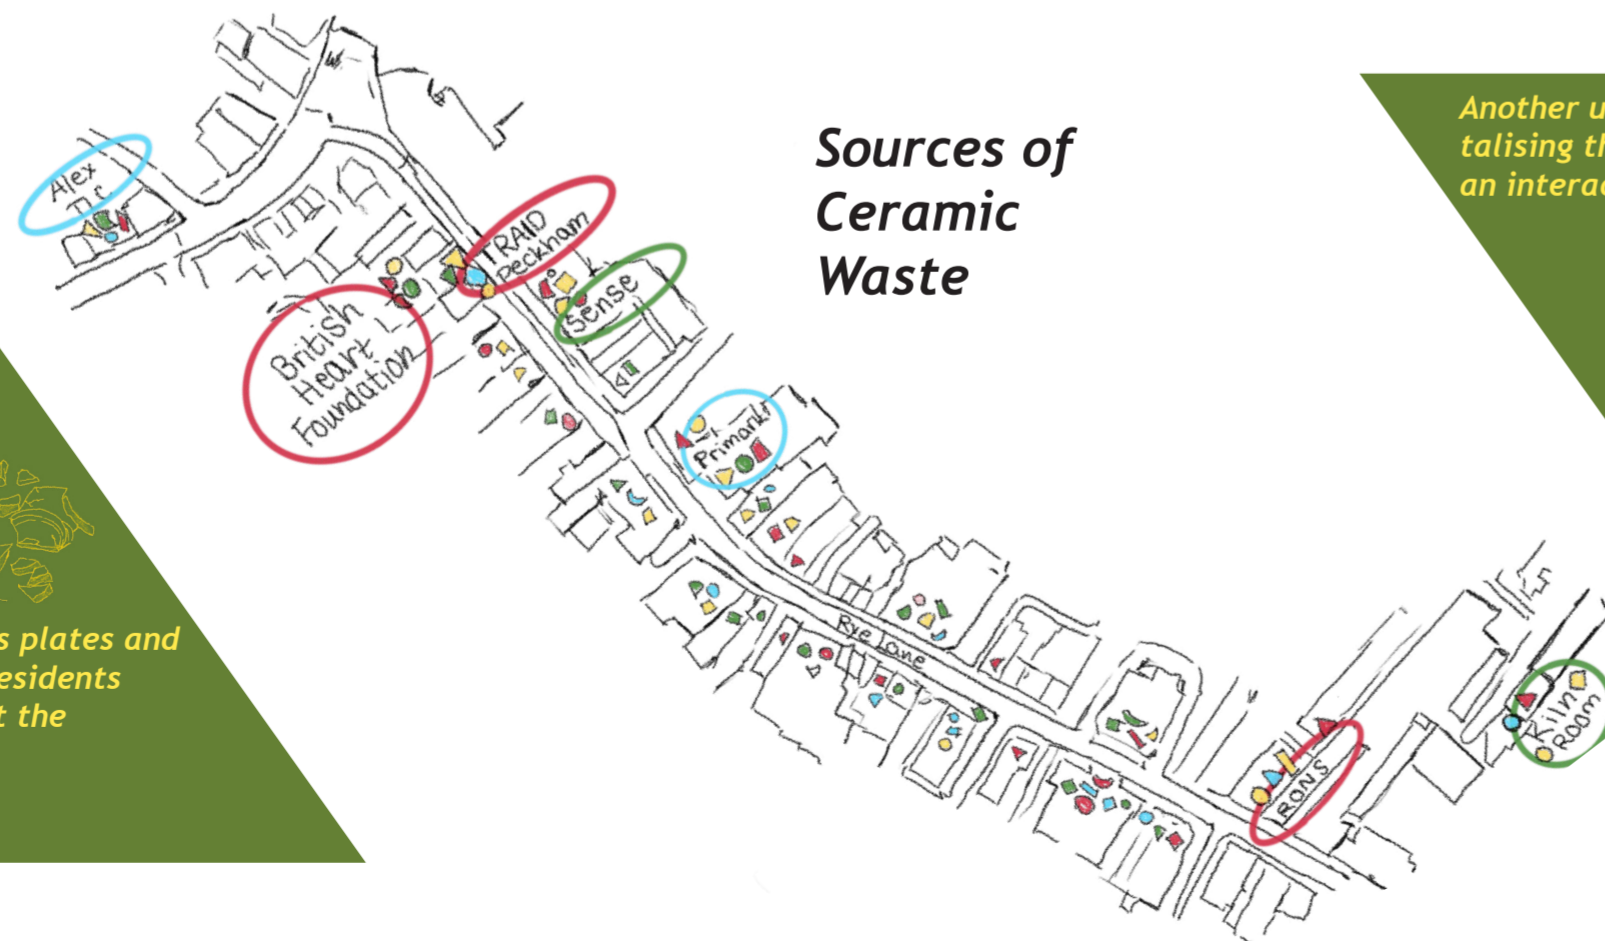 Sources of
Ceramic
Waste
Another u
talising th
an interac
Alex
TRAID
Peckham
Sense
British
Heart
Foundation
Primark
s plates and
esidents
t the
Rye Lane
RONS
Kiln
ROOM